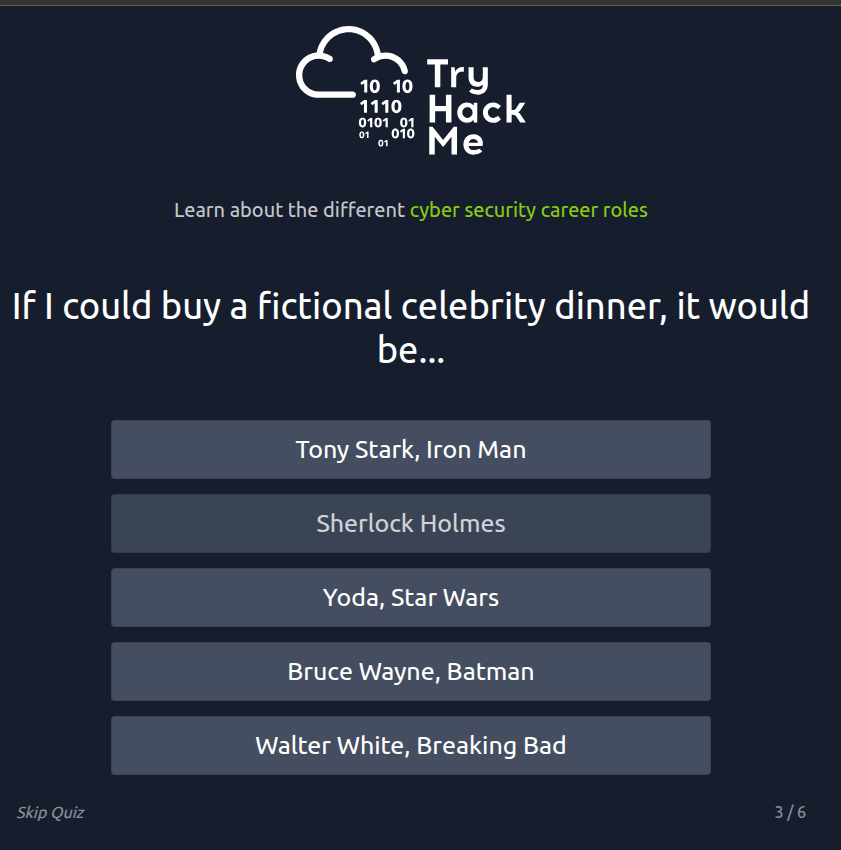 10 10
1110
0101 01
01 010
01
Try
Hack
Me
Learn about the different cyber security career roles
If I could buy a fictional celebrity dinner, it would
be...
Tony Stark, Iron Man
Sherlock Holmes
Yoda, Star Wars
Bruce Wayne, Batman
Walter White, Breaking Bad
Skip Quiz
3 / 6